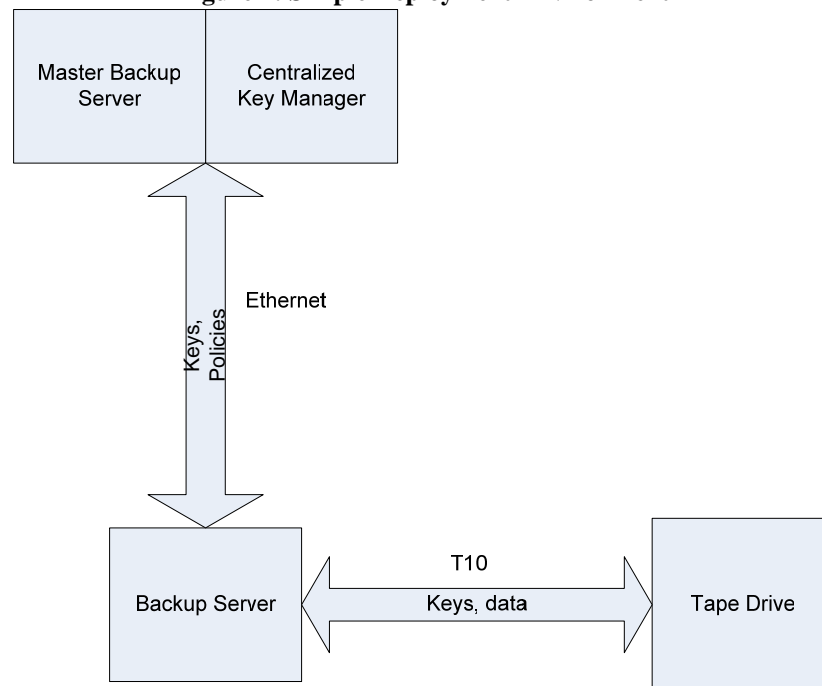 Master Backup
Server
Centralized
Key Manager
Ethernet
Keys,
Policies
T10
Backup Server
Keys, data
Tape Drive